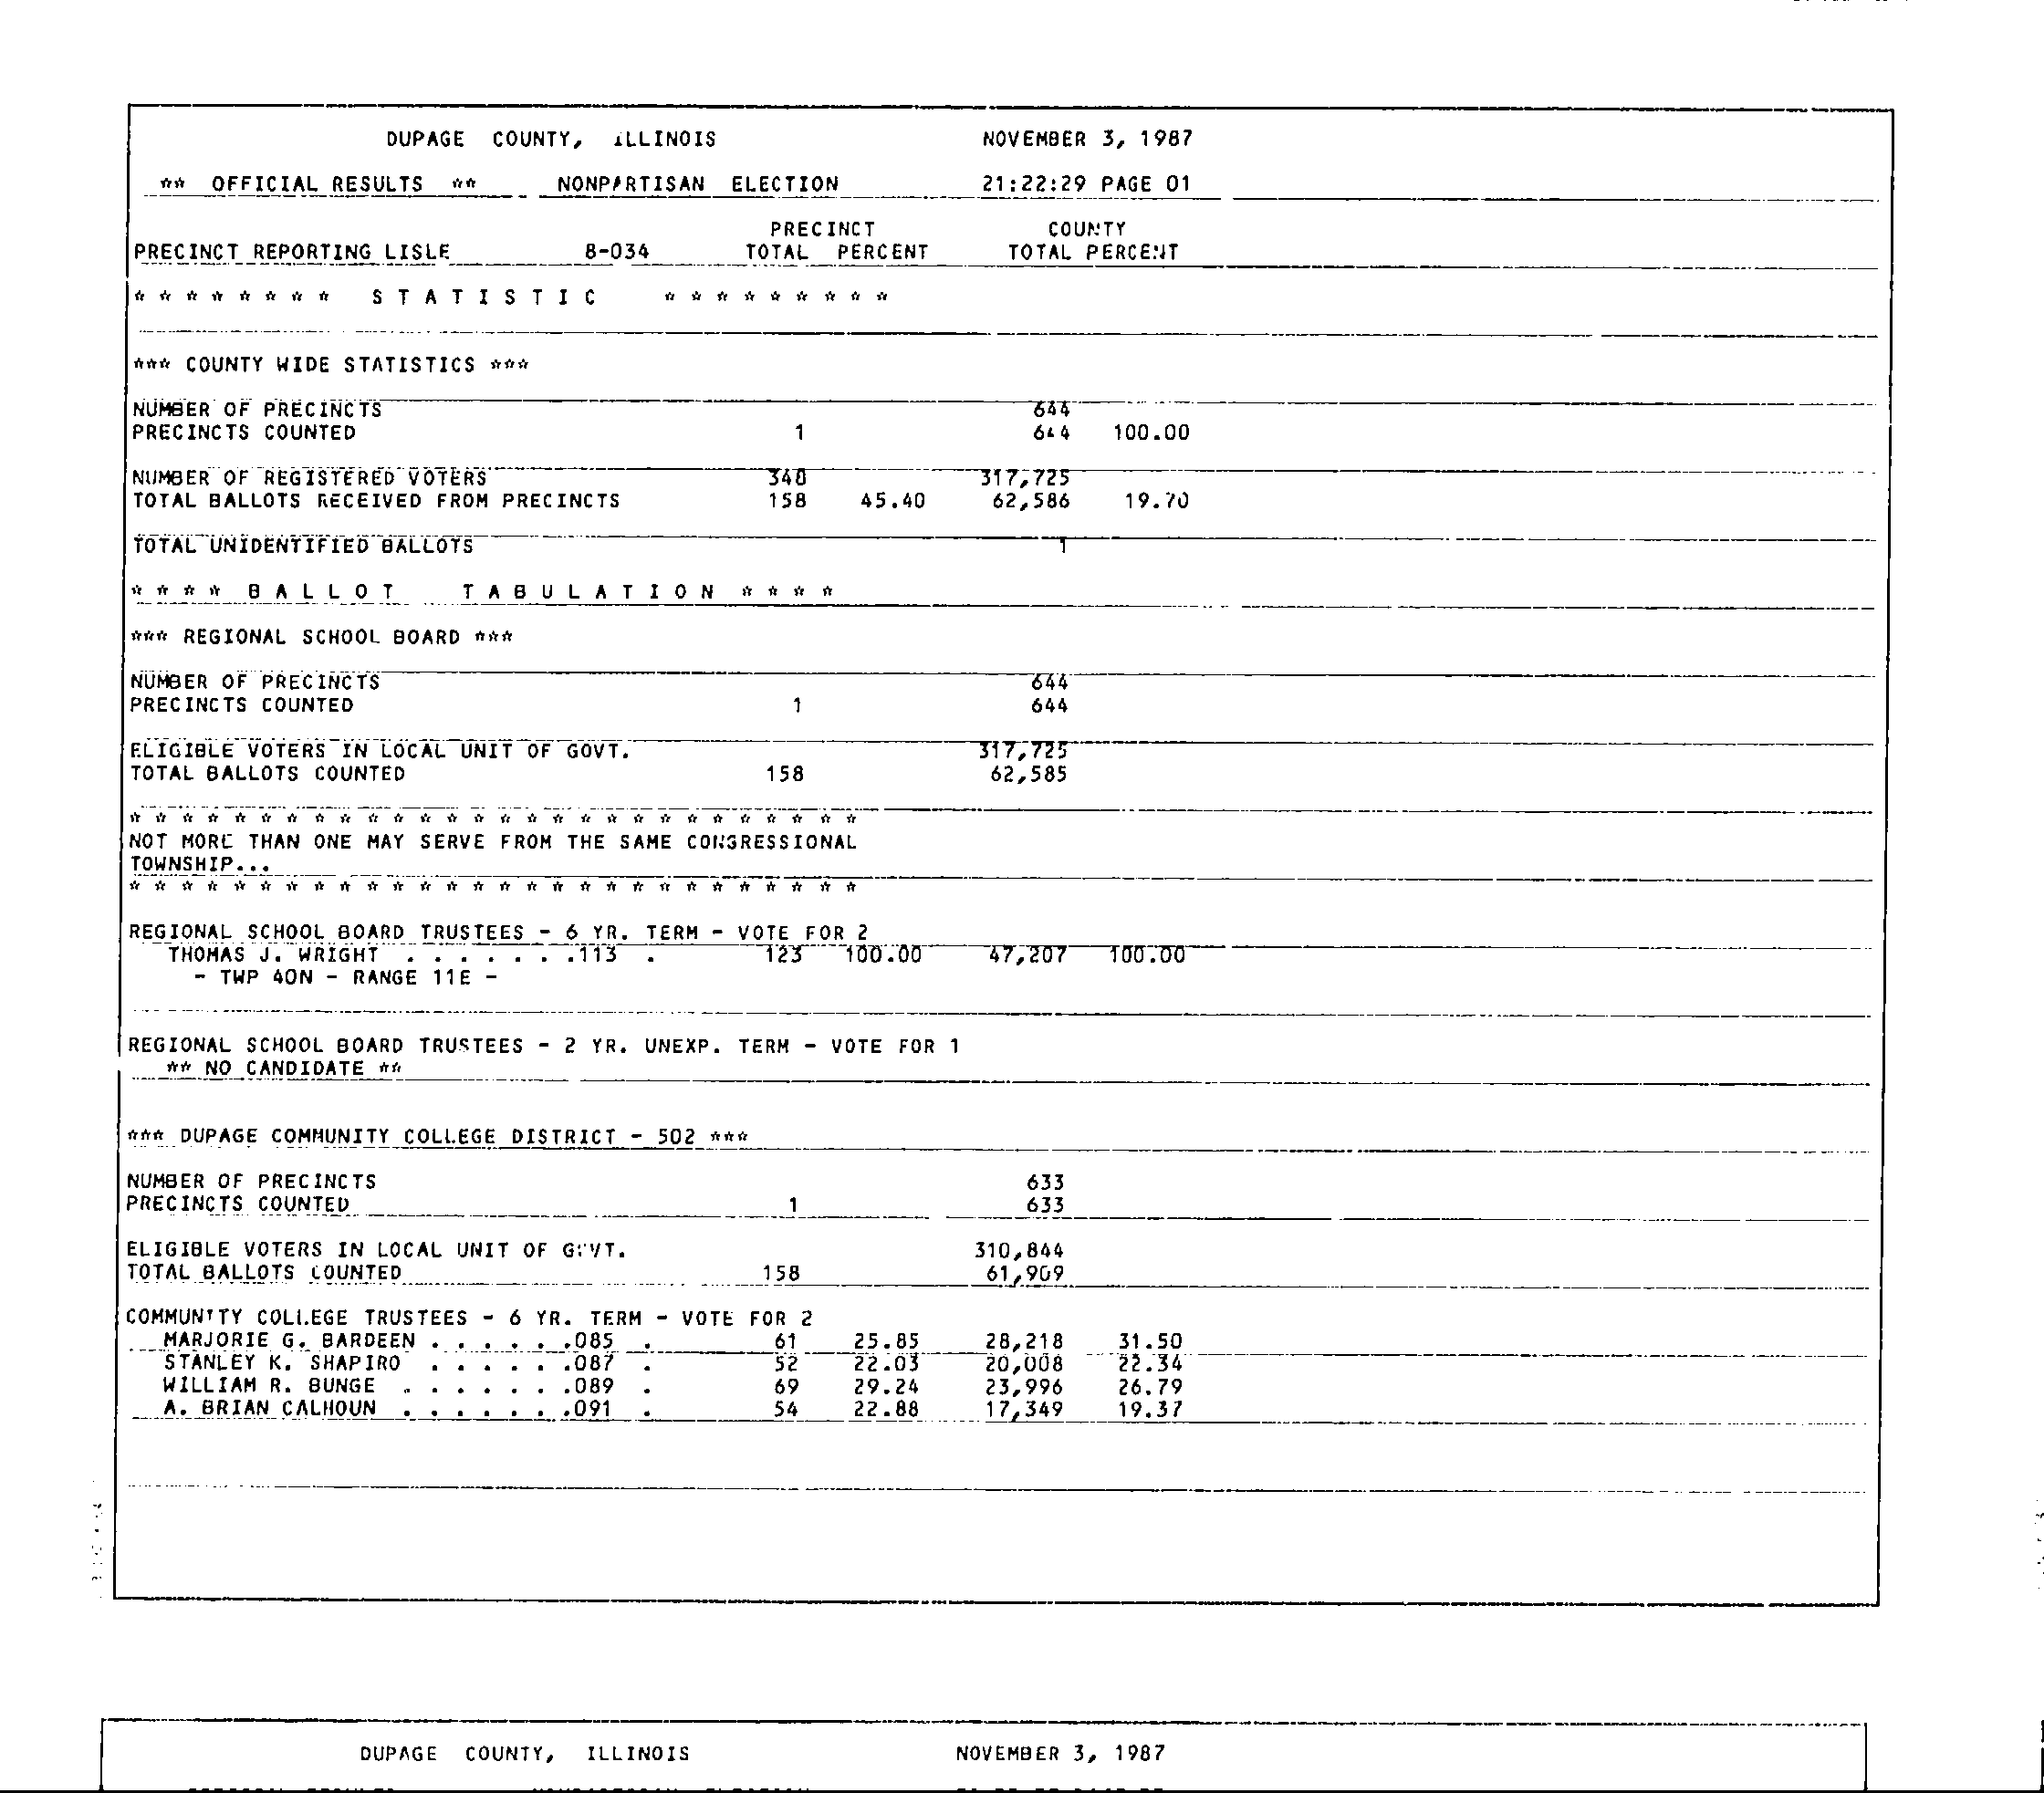 DUPAGE COUNTY, ILLINOIS NOVEMBER 3, 1987
** OFFICIAL RESULTS ** NONPARTISAN ELECTION 21:22:29 PAGE 01
PRECINCT COUNTY
PRECINCT REPORTING LISLE 8-034 TOTAL PERCENT TOTAL PERCENT
* * * * * * * * S T A T I S T I C * * * * * * * * *
*** COUNTY WIDE STATISTICS ***
NUMBER OF PRECINCTS 644
PRECINCTS COUNTED 1 644 100.00
NUMBER OF REGISTERED VOTERS 348 317,725
TOTAL BALLOTS RECEIVED FROM PRECINCTS 158 45.40 62,586 19.70
TOTAL UNIDENTIFIED BALLOTS 1
* * * * B A L L O T T A B U L A T I O N * * * *
*** REGIONAL SCHOOL BOARD ***
NUMBER OF PRECINCTS 644
PRECINCTS COUNTED 1 644
ELIGIBLE VOTERS IN LOCAL UNIT OF GOVT. 317,725
TOTAL BALLOTS COUNTED 158 62,585
* * * * * * * * * * * * * * * * * * * * * * * * * * * *
NOT MORE THAN ONE MAY SERVE FROM THE SAME CONGRESSIONAL
TOWNSHIP...
* * * * * * * * * * * * * * * * * * * * * * * * * * * *
REGIONAL SCHOOL BOARD TRUSTEES - 6 YR. TERM - VOTE FOR 2
THOMAS J. WRIGHT . . . . . . .113 . 123 100.00 47,207 100.00
- TWP 40N - RANGE 11E -
REGIONAL SCHOOL BOARD TRUSTEES - 2 YR. UNEXP. TERM - VOTE FOR 1
** NO CANDIDATE **
*** DUPAGE COMMUNITY COLLEGE DISTRICT - 502 ***
NUMBER OF PRECINCTS 633
PRECINCTS COUNTED 1 633
ELIGIBLE VOTERS IN LOCAL UNIT OF GOVT. 310,844
TOTAL BALLOTS COUNTED 158 61,909
COMMUNITY COLLEGE TRUSTEES - 6 YR. TERM - VOTE FOR 2
MARJORIE G. BARDEEN . . . . . .085 . 61 25.85 28,218 31.50
STANLEY K. SHAPIRO . . . . . .087 . 52 22.03 20,008 22.34
WILLIAM R. BUNGE . . . . . . .089 . 69 29.24 23,996 26.79
A. BRIAN CALHOUN . . . . . . .091 . 54 22.88 17,349 19.37
DUPAGE COUNTY, ILLINOIS NOVEMBER 3, 1987